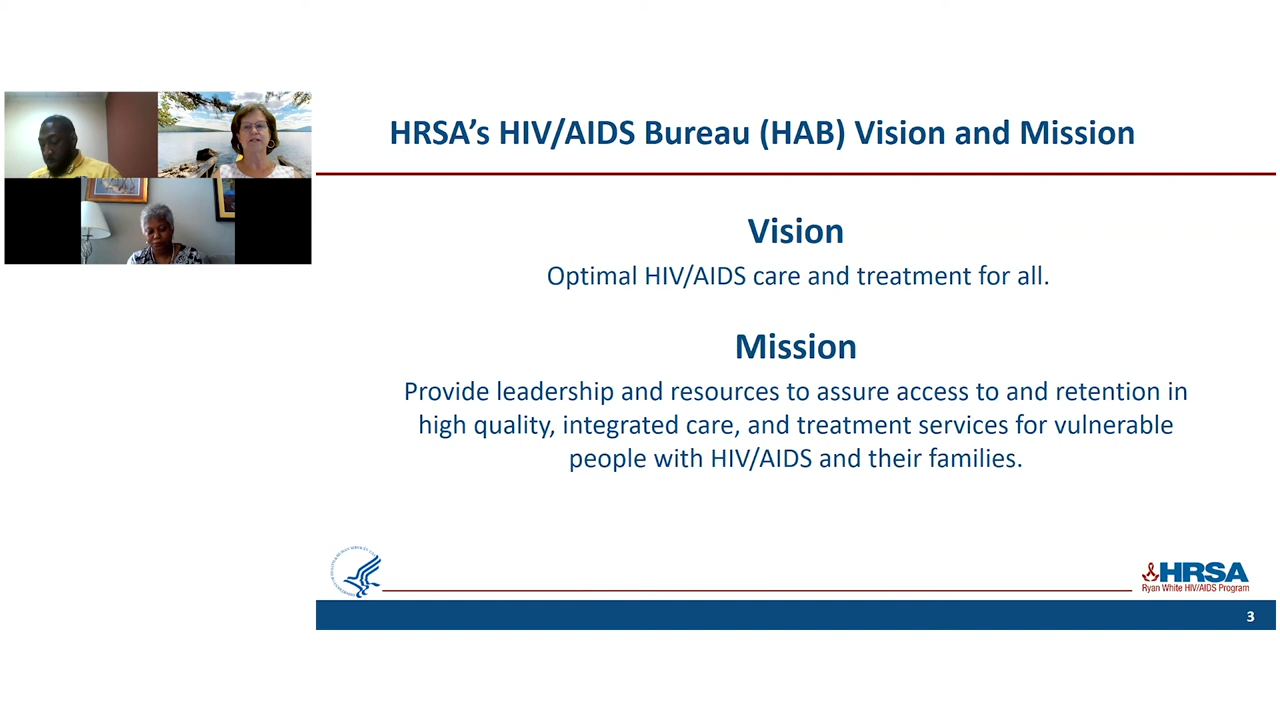 HRSA’s HIV/AIDS Bureau (HAB) Vision and Mission
Vision
Optimal HIV/AIDS care and treatment for all.
Mission
Provide leadership and resources to assure access to and retention in
high quality, integrated care, and treatment services for vulnerable
people with HIV/AIDS and their families.
HRSA
Ryan White HIV/AIDS Program
3